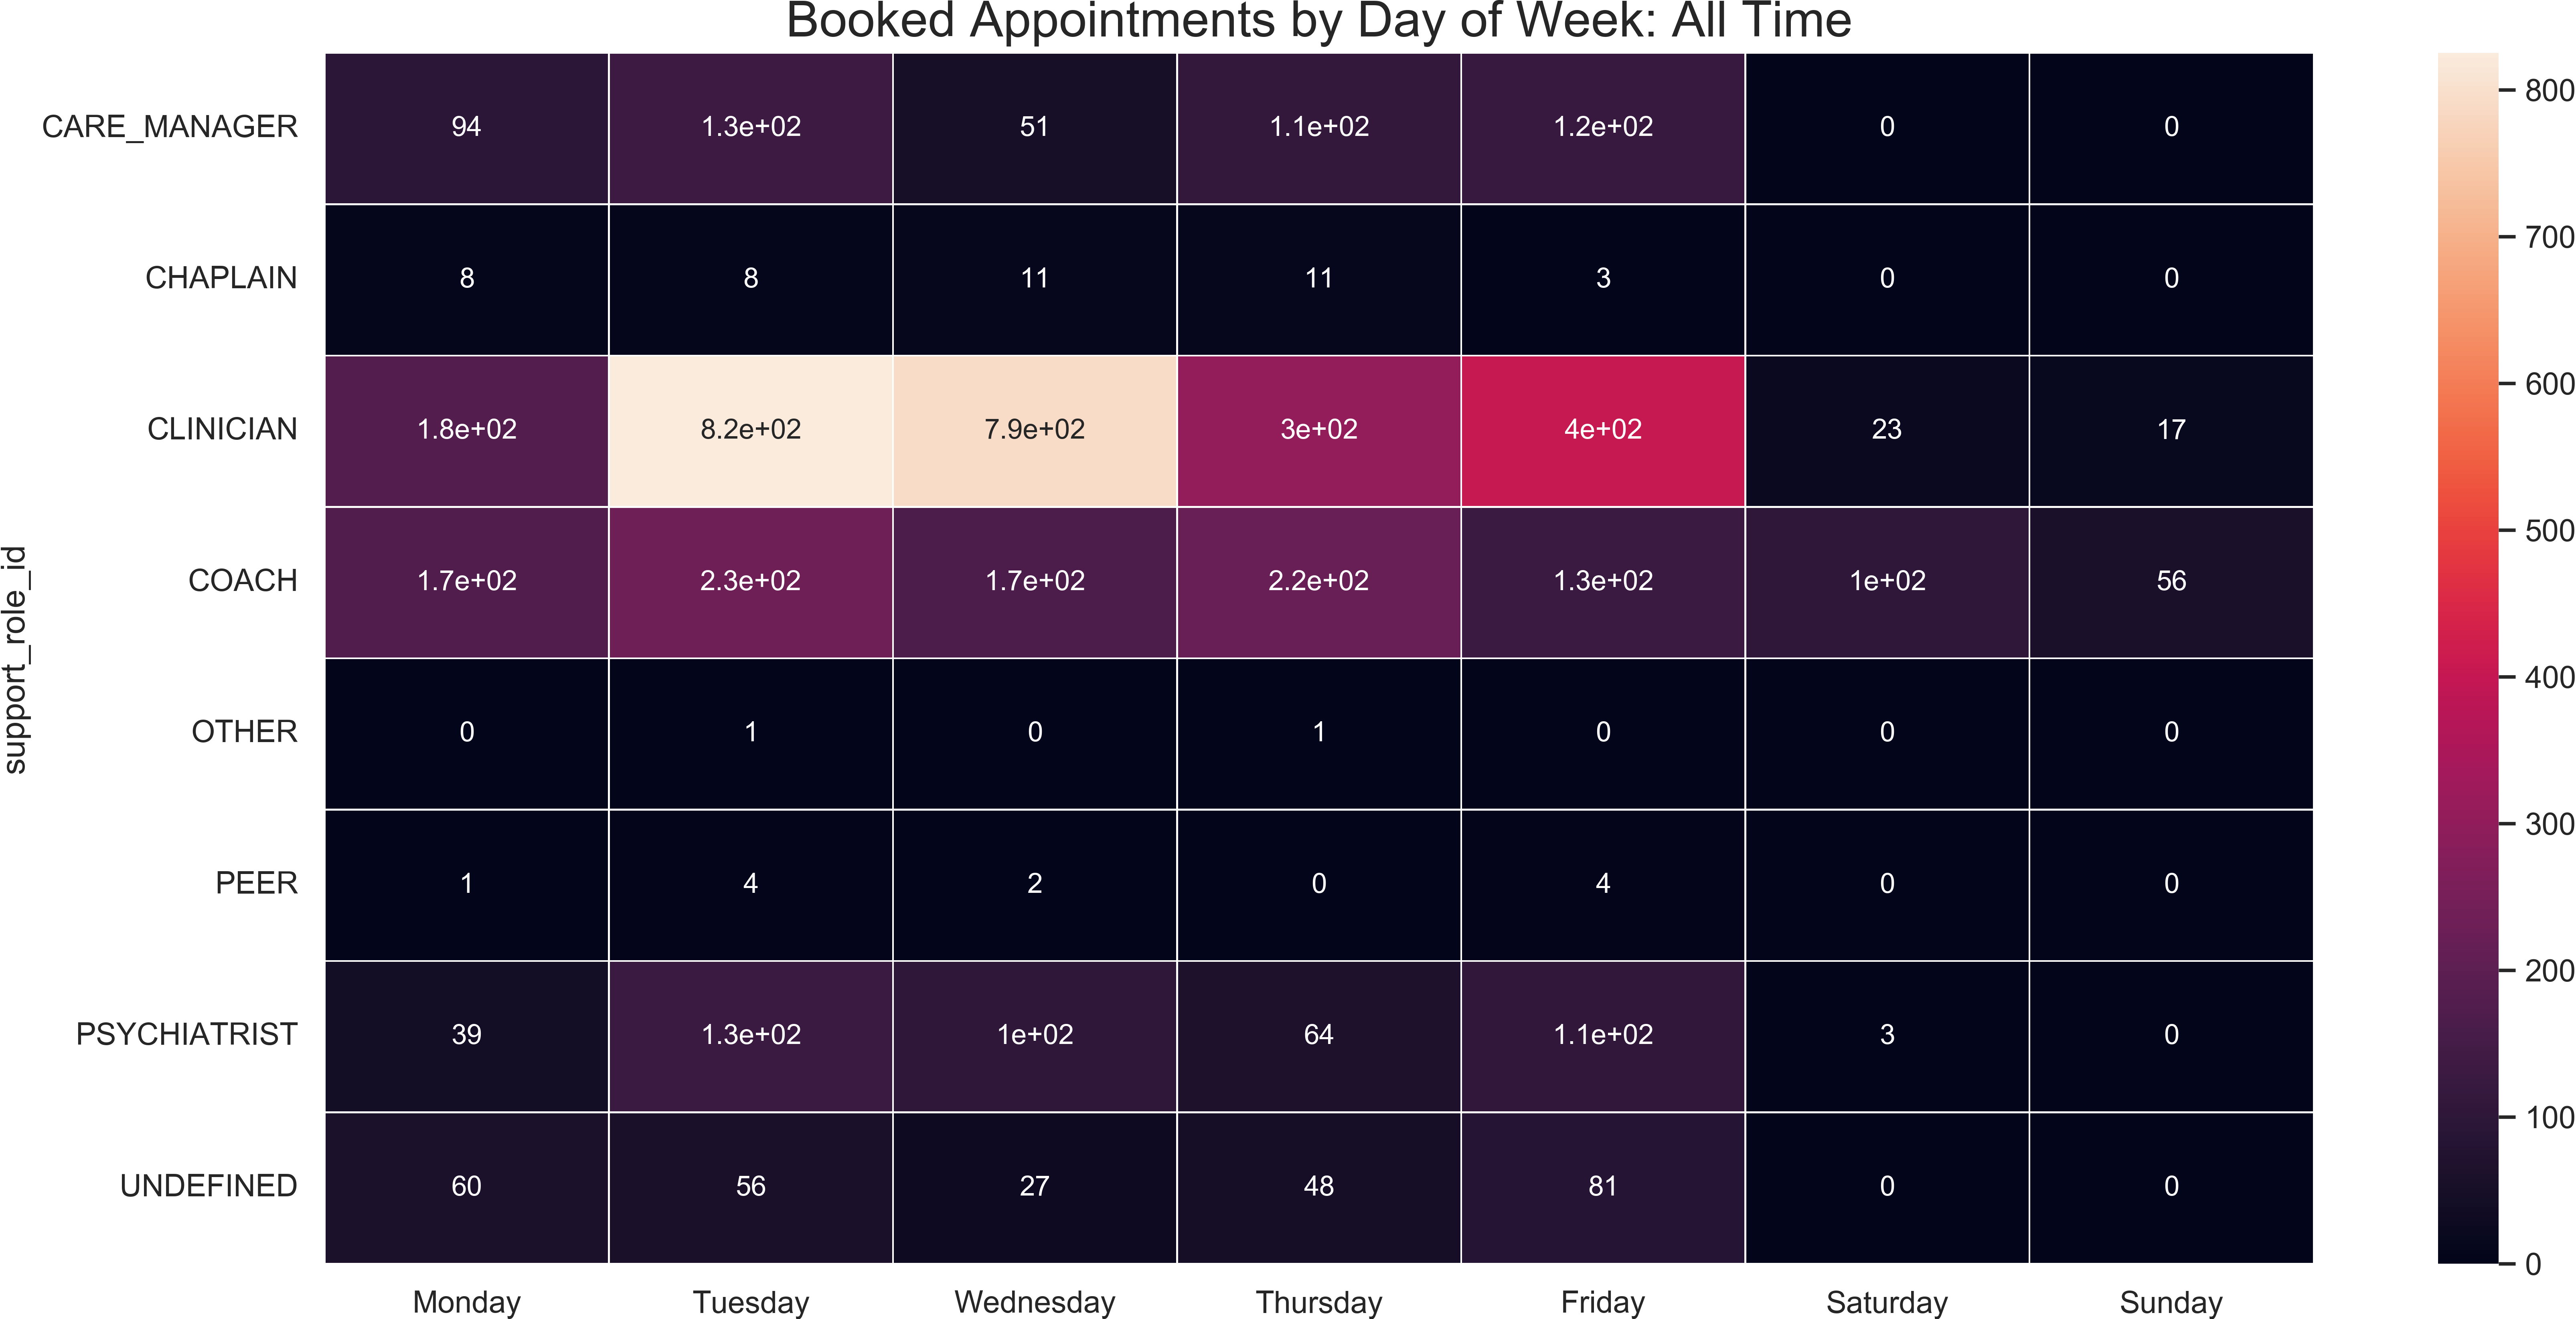 Booked Appointments by Day of Week: All Time
support_role_id
CARE_MANAGER 94 1.3e+02 51 1.1e+02 1.2e+02 0 0
CHAPLAIN 8 8 11 11 3 0 0
CLINICIAN 1.8e+02 8.2e+02 7.9e+02 3e+02 4e+02 23 17
COACH 1.7e+02 2.3e+02 1.7e+02 2.2e+02 1.3e+02 1e+02 56
OTHER 0 1 0 1 0 0 0
PEER 1 4 2 0 4 0 0
PSYCHIATRIST 39 1.3e+02 1e+02 64 1.1e+02 3 0
UNDEFINED 60 56 27 48 81 0 0
Monday Tuesday Wednesday Thursday Friday Saturday Sunday
800
700
600
500
400
300
200
100
0